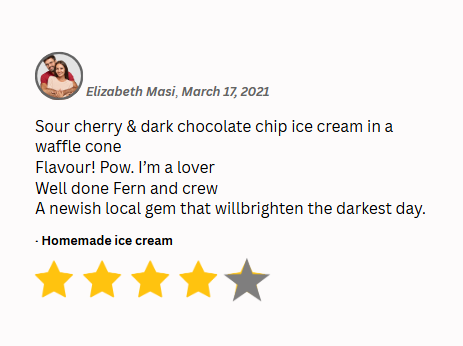 Elizabeth Masi, March 17, 2021
Sour cherry & dark chocolate chip ice cream in a
waffle cone
Flavour! Pow. I’m a lover
Well done Fern and crew
A newish local gem that willbrighten the darkest day.
· Homemade ice cream